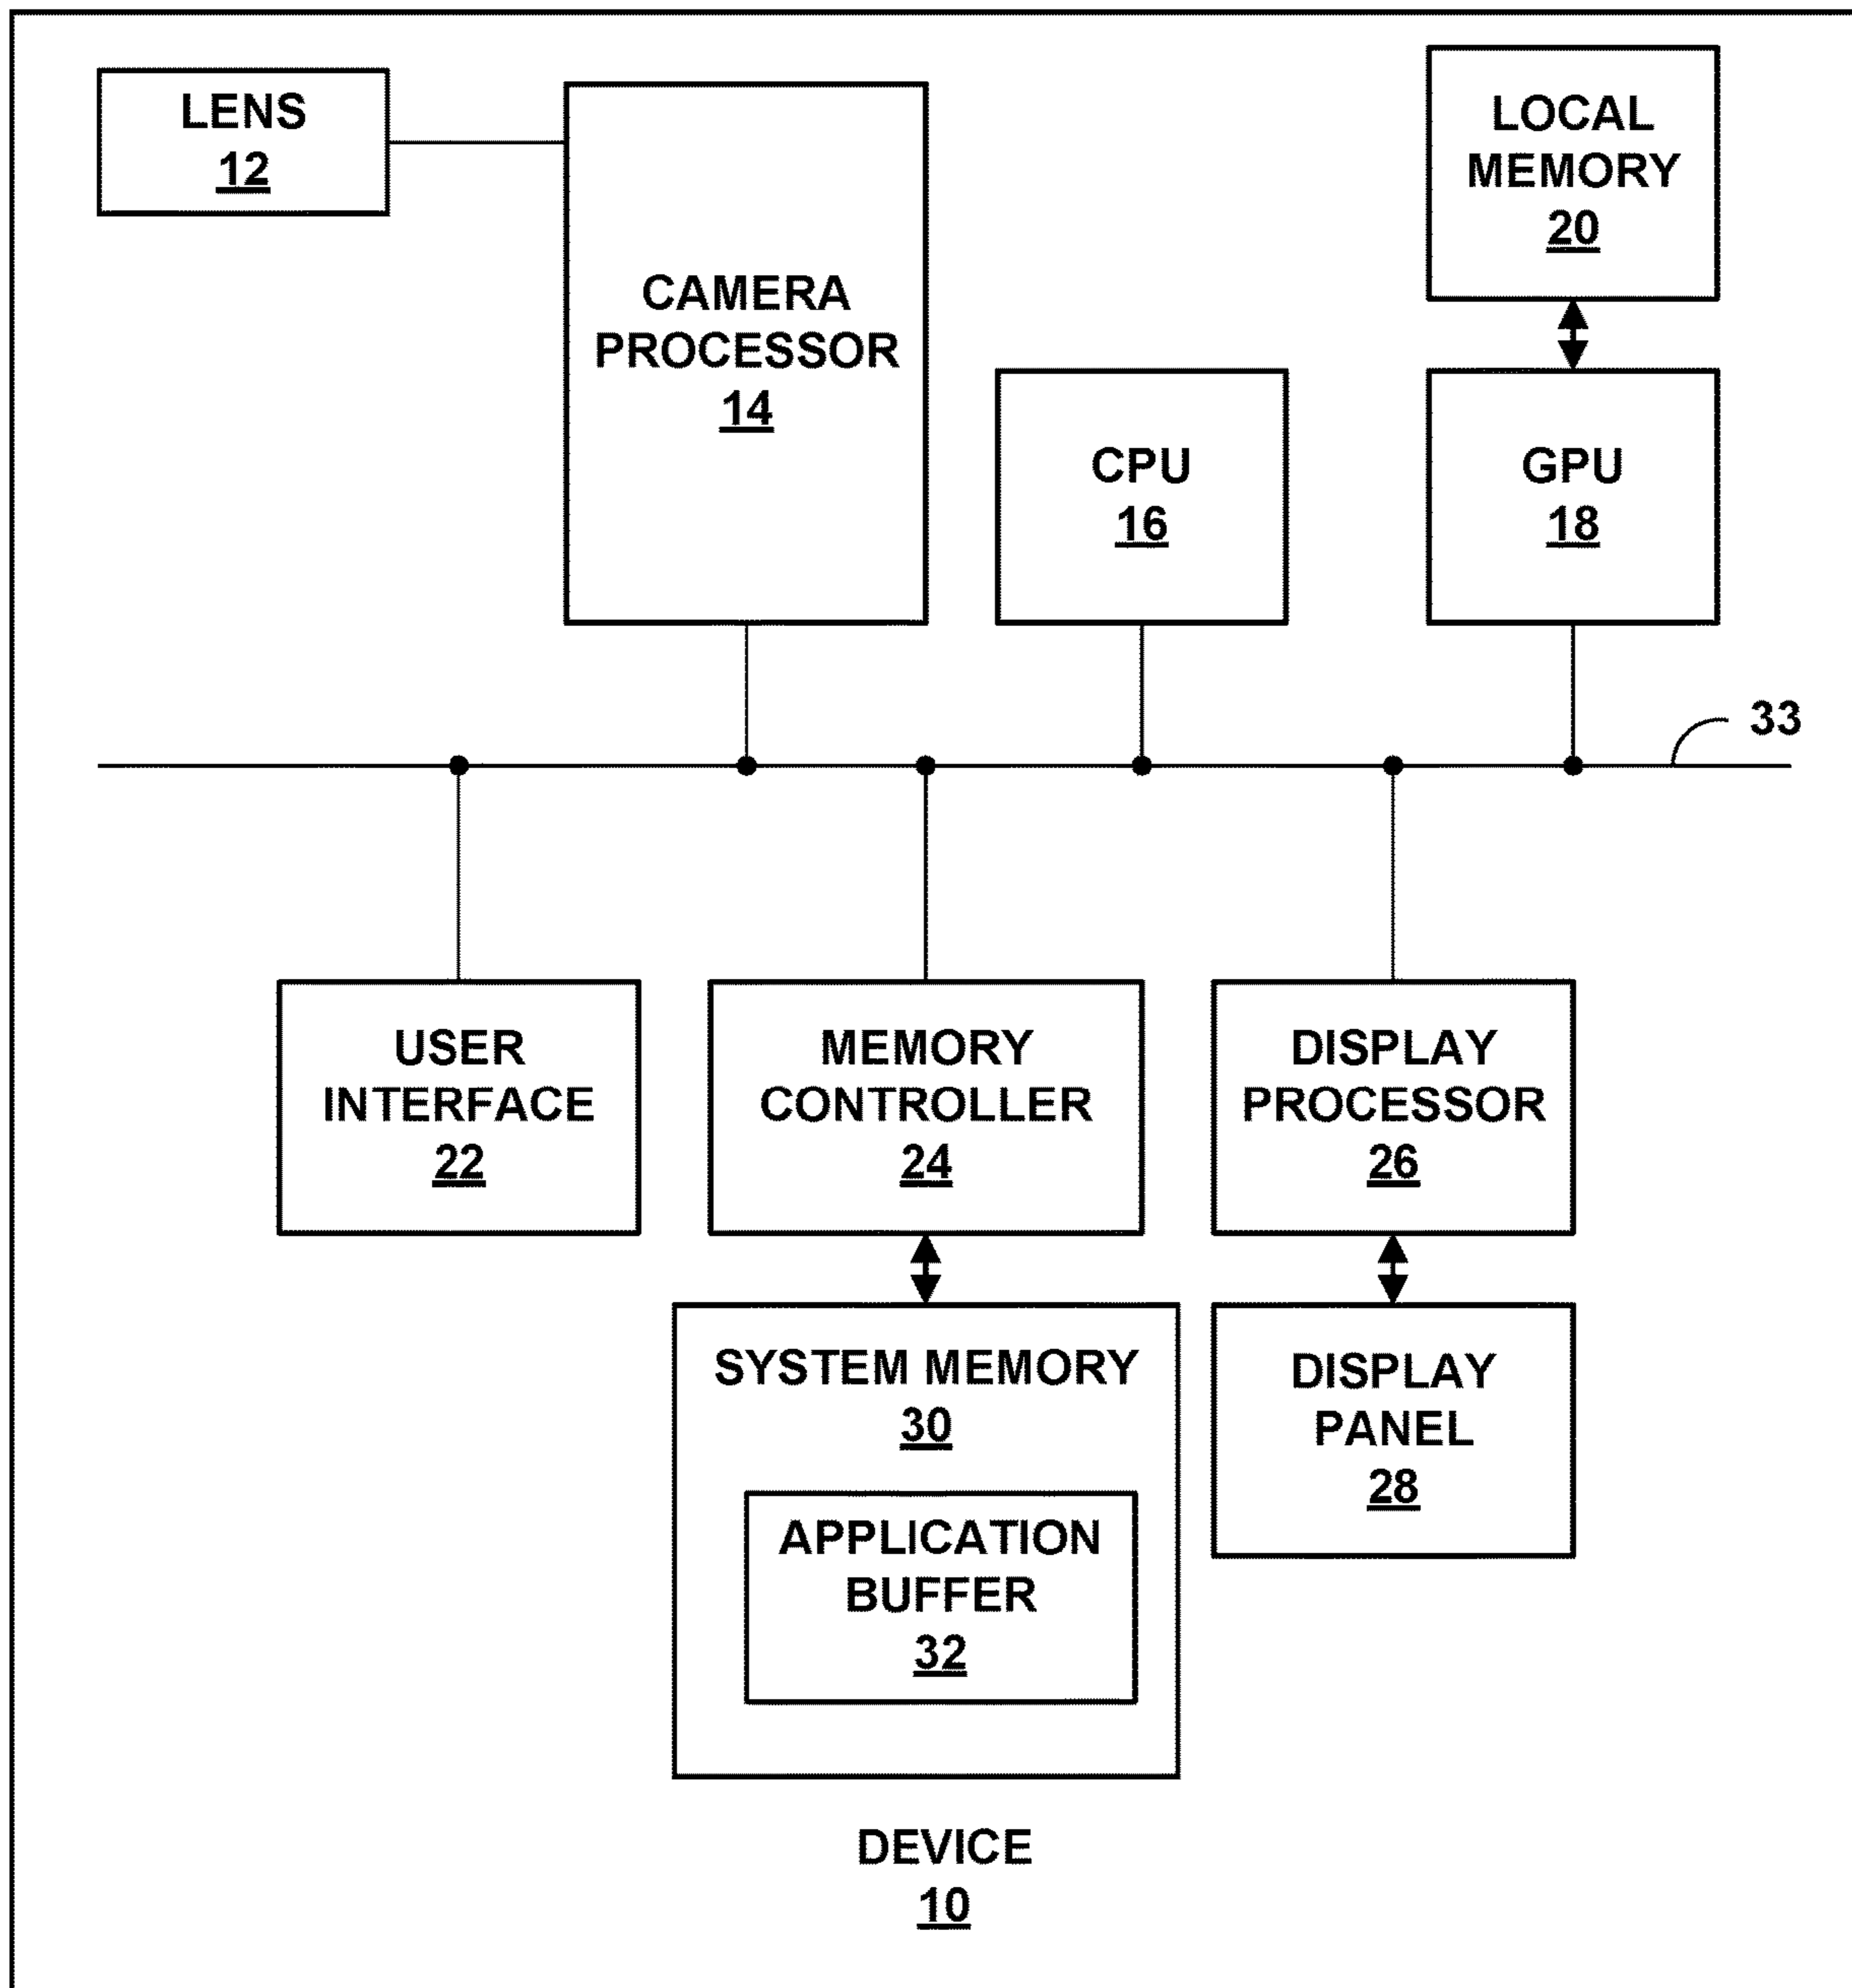 LENS
12
CAMERA
PROCESSOR
14
LOCAL
MEMORY
20
CPU
16
GPU
18
33
USER
INTERFACE
22
MEMORY
CONTROLLER
24
DISPLAY
PROCESSOR
26
SYSTEM MEMORY
30
APPLICATION
BUFFER
32
DISPLAY
PANEL
28
DEVICE
10